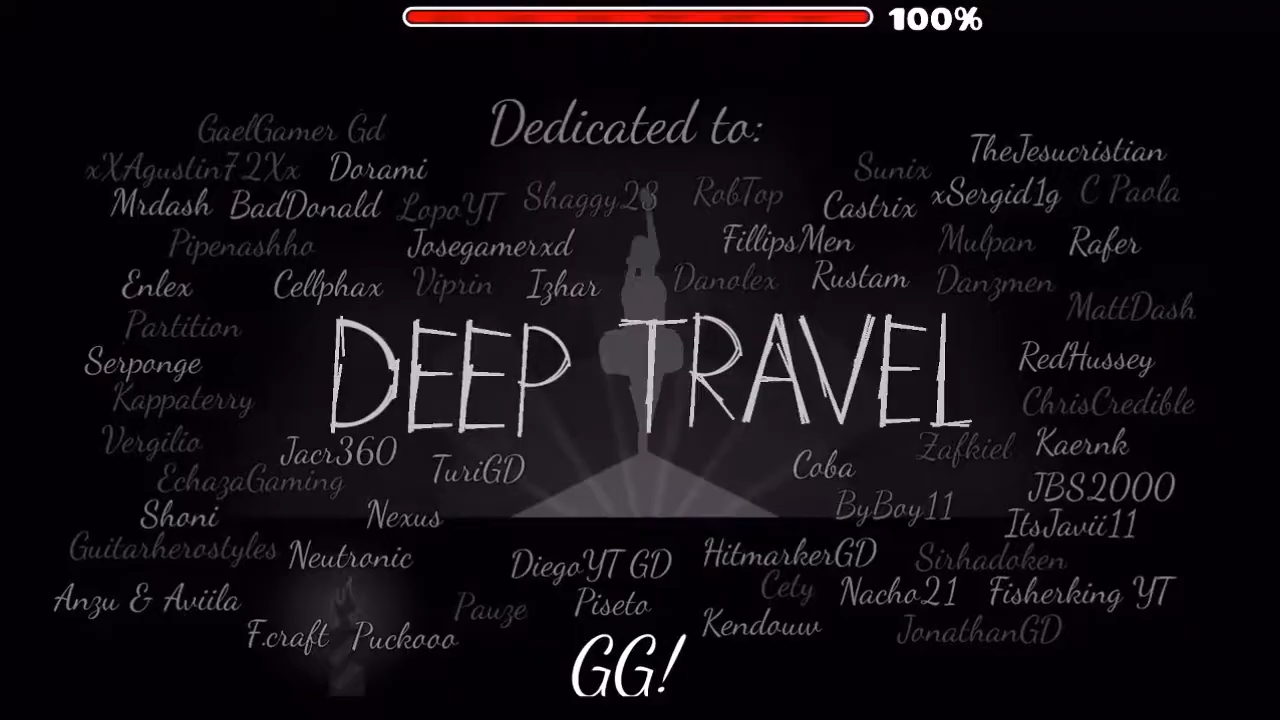 100%
Dedicated to:
GaelGamer Gd
TheJesucristian
xXAgustin72Xx Dorami
Sunix
Mrdash BadDonald LopoYT Shaggy23 RobTop Castrix xSergid1g C Paola
Pipenashho Josegamerxd FillipsMen Mulpan Rafer
Enlex Cellphax Viprin Izhar Danolex Rustam Danzmen
MattDash
Partition
DEEP TRAVEL
Serponge RedHussey
Kappaterry ChrisCredible
Vergilio Jacr360 TuriGD Coba Zafkiel Kaernk
EchazaGaming JBS2000
Shoni Nexus ByBoy11 ItsJavii11
Guitarherostyles Neutronic DiegoYT GD HitmarkerGD Sirhadoken
Anzu & Aviila Pauze Piseto Cety Nacho21 Fisherking YT
F.craft Puckooo Kendouw JonathanGD
GG!